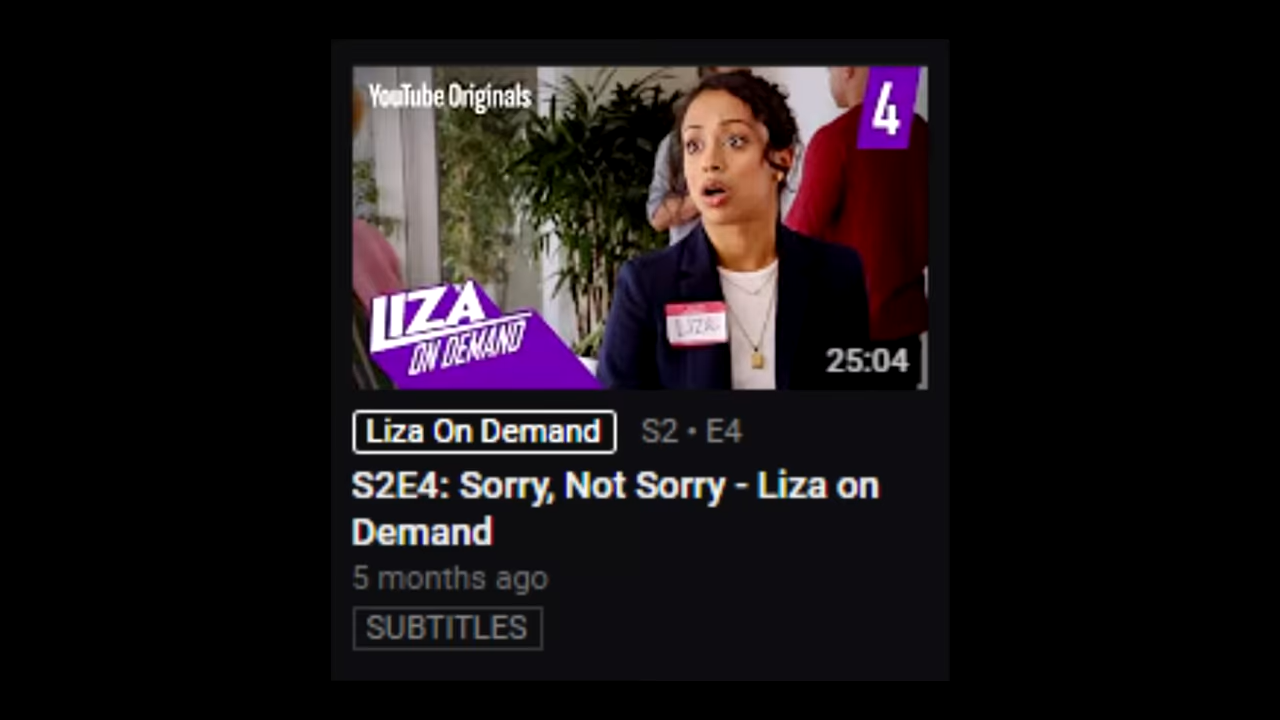 YouTube Originals
4
LIZA
ON DEMAND
LIZA
25:04
Liza On Demand S2 • E4
S2E4: Sorry, Not Sorry - Liza on
Demand
5 months ago
SUBTITLES